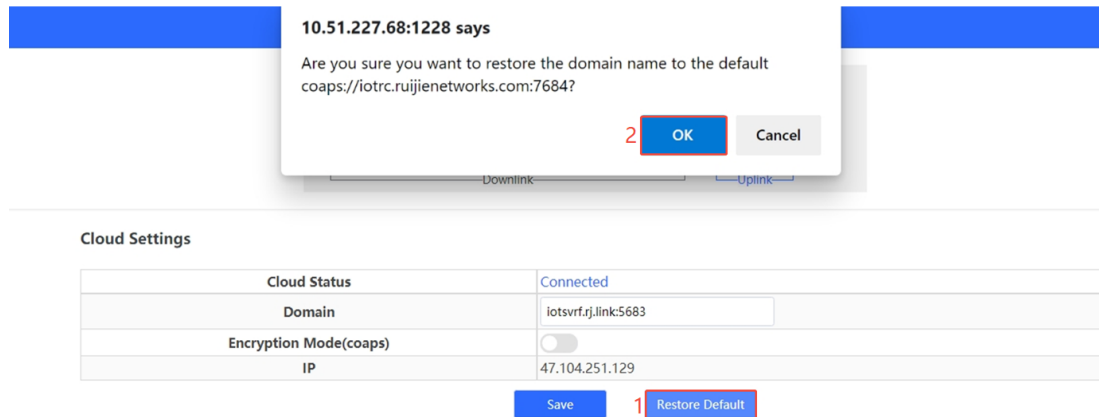 10.51.227.68:1228 says
Are you sure you want to restore the domain name to the default
coaps://iotrc.ruijienetworks.com:7684?
2 OK Cancel
Downlink Uplink
Cloud Settings
Cloud Status Connected
Domain iotsvrf.rj.link:5683
Encryption Mode(coaps)
IP 47.104.251.129
Save 1 Restore Default